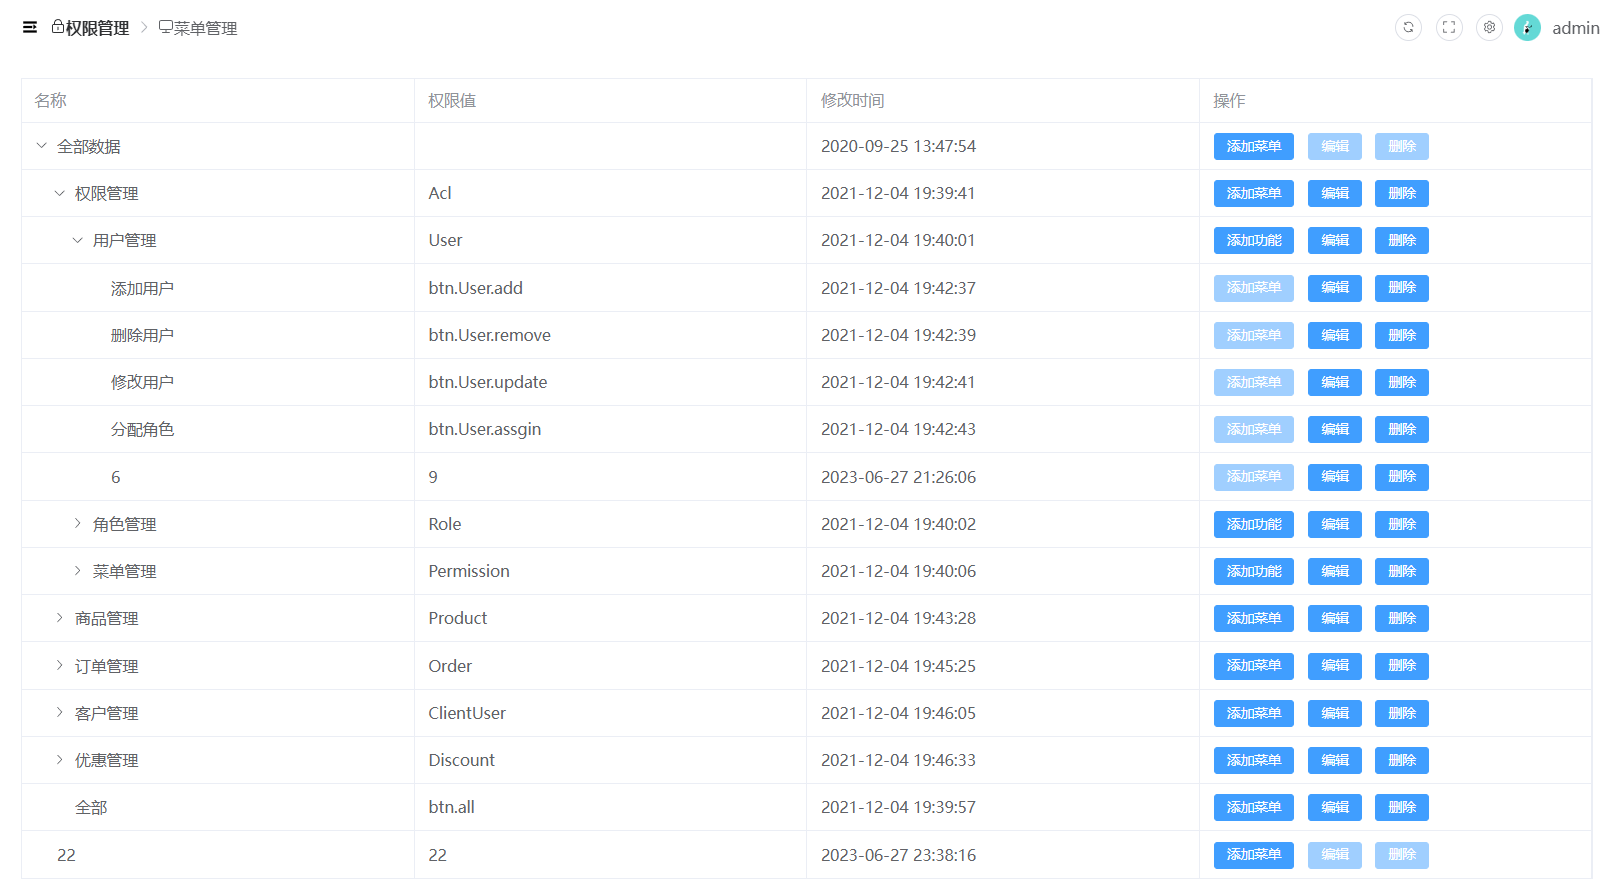 权限管理 菜单管理 admin
名称 权限值 修改时间 操作
全部数据 2020-09-25 13:47:54 添加菜单 编辑 删除
权限管理 Acl 2021-12-04 19:39:41 添加菜单 编辑 删除
用户管理 User 2021-12-04 19:40:01 添加功能 编辑 删除
添加用户 btn.User.add 2021-12-04 19:42:37 添加菜单 编辑 删除
删除用户 btn.User.remove 2021-12-04 19:42:39 添加菜单 编辑 删除
修改用户 btn.User.update 2021-12-04 19:42:41 添加菜单 编辑 删除
分配角色 btn.User.assgin 2021-12-04 19:42:43 添加菜单 编辑 删除
6 9 2023-06-27 21:26:06 添加菜单 编辑 删除
角色管理 Role 2021-12-04 19:40:02 添加功能 编辑 删除
菜单管理 Permission 2021-12-04 19:40:06 添加功能 编辑 删除
商品管理 Product 2021-12-04 19:43:28 添加菜单 编辑 删除
订单管理 Order 2021-12-04 19:45:25 添加菜单 编辑 删除
客户管理 ClientUser 2021-12-04 19:46:05 添加菜单 编辑 删除
优惠管理 Discount 2021-12-04 19:46:33 添加菜单 编辑 删除
全部 btn.all 2021-12-04 19:39:57 添加菜单 编辑 删除
22 22 2023-06-27 23:38:16 添加菜单 编辑 删除